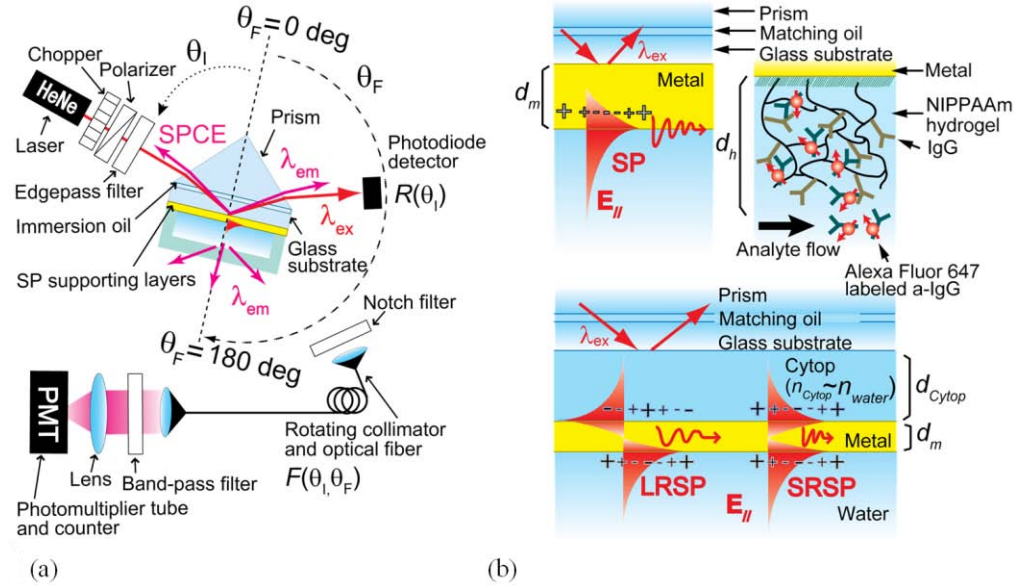 θF = 0 deg
Chopper
Polarizer
θI
θF
HeNe
Laser
SPCE
Prism
Photodiode
detector
λem
R(θI)
Edgepass filter
λex
Immersion oil
Glass
substrate
SP supporting layers
λem
Notch filter
θF = 180 deg
PMT
Rotating collimator
and optical fiber
F(θI,θF)
Lens
Band-pass filter
Photomultiplier tube
and counter
(a)
Prism
Matching oil
Glass substrate
λex
Metal
dm
+ + - - - + +
SP
E//
Metal
NIPPAAm
hydrogel
IgG
dh
Analyte flow
Alexa Fluor 647
labeled a-IgG
Prism
Matching oil
Glass substrate
λex
Cytop
(nCytop~nwater)
dCytop
Metal
dm
LRSP
E//
SRSP
Water
(b)